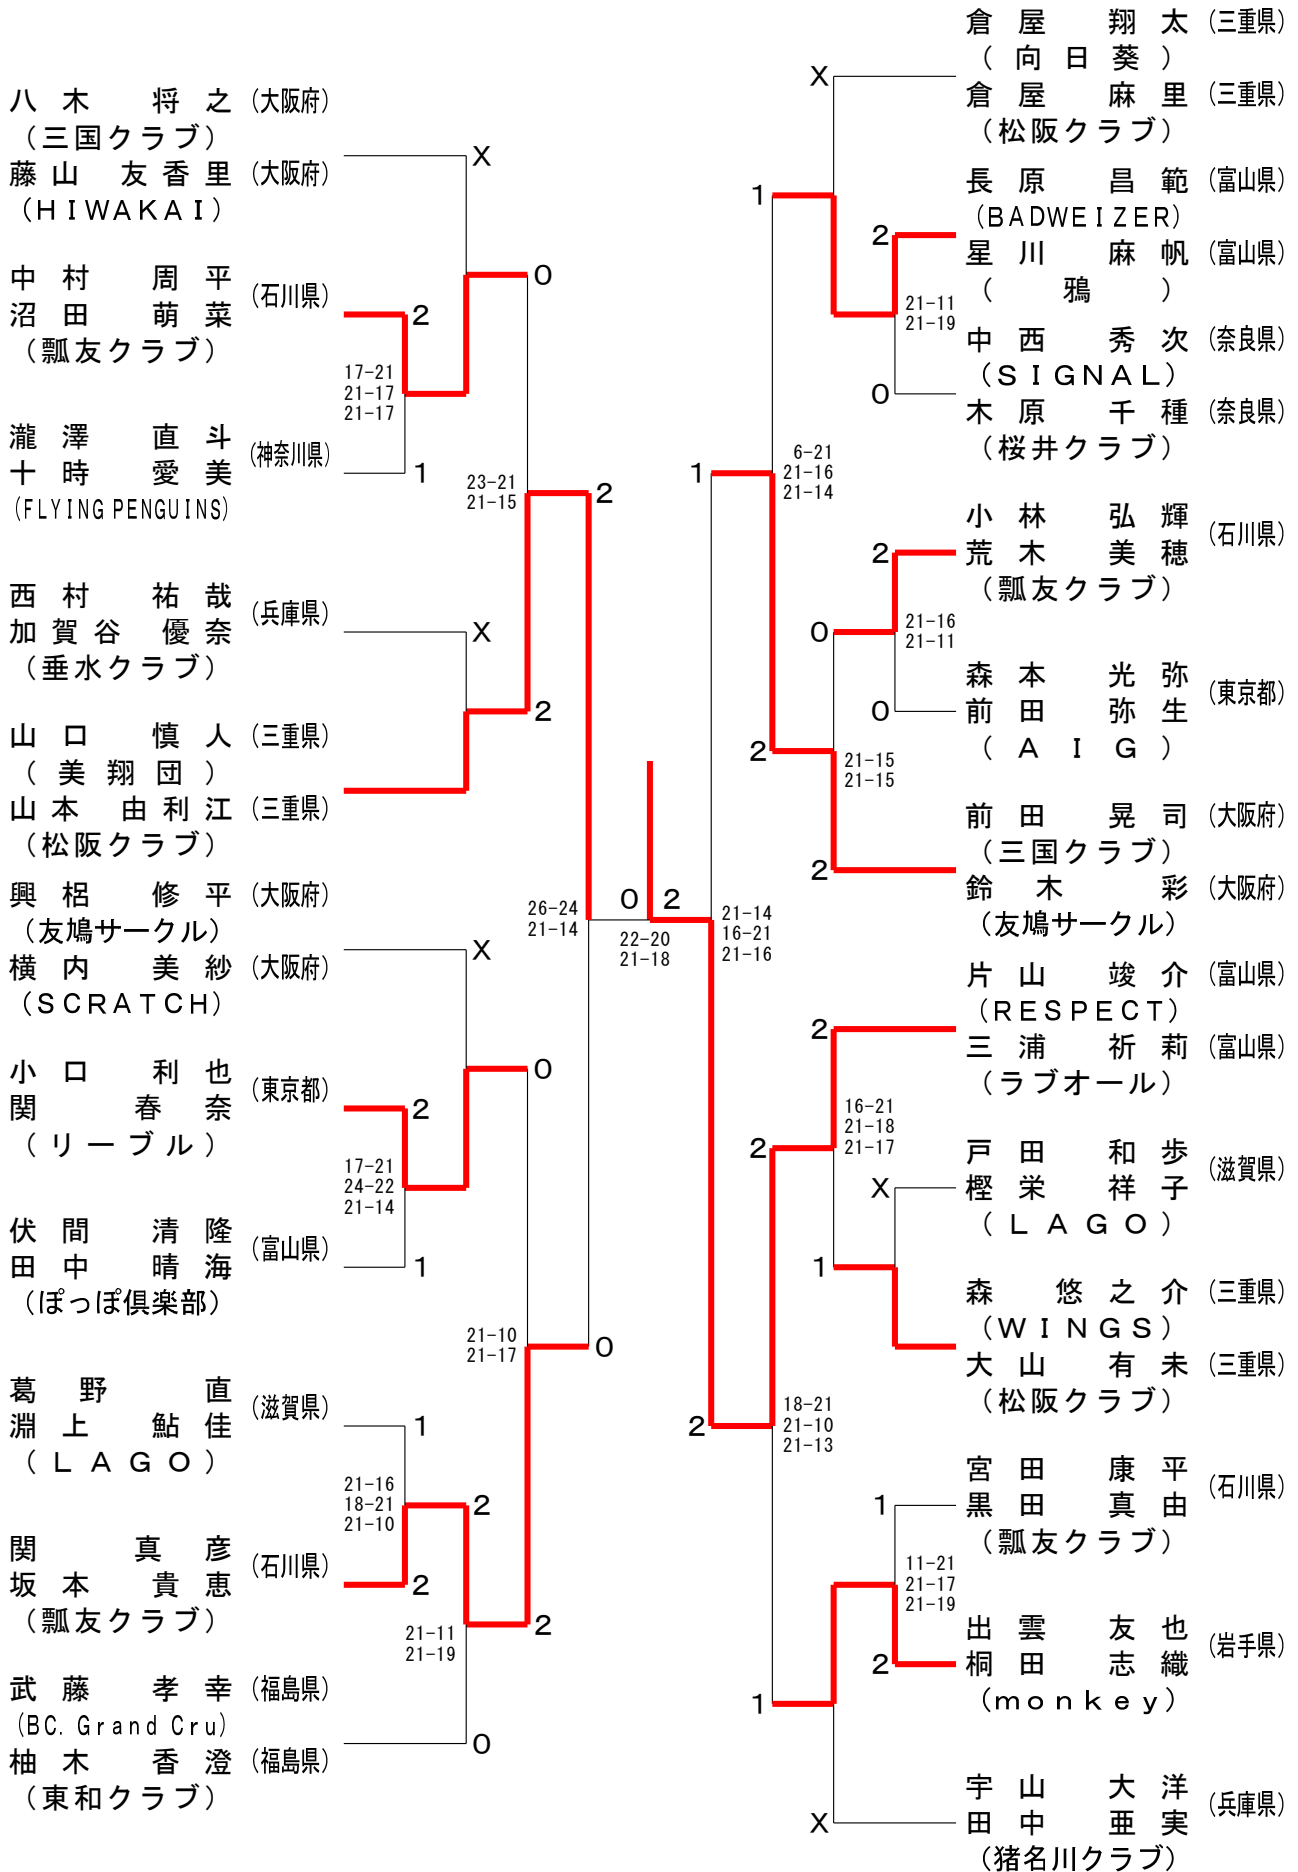 八木 将之 (大阪府)
(三国クラブ)
藤山 友香里 (大阪府)
(HIWAKAI)
X
中村 周平
沼田 萌菜
(石川県)
(瓢友クラブ)
2
0
17-21
21-17
21-17
瀧澤 直斗
十時 愛美
(神奈川県)
(FLYING PENGUINS)
1
23-21
21-15
2
西村 祐哉
加賀谷 優奈
(兵庫県)
(垂水クラブ)
X
2
山口 慎人 (三重県)
(美翔団)
山本 由利江 (三重県)
(松阪クラブ)
興梠 修平 (大阪府)
(友鳩サークル)
横内 美紗 (大阪府)
(SCRATCH)
X
26-24
21-14
小口 利也
関 春奈
(東京都)
(リーブル)
2
0
17-21
24-22
21-14
伏間 清隆
田中 晴海
(富山県)
(ぽっぽ倶楽部)
1
21-10
21-17
0
葛野 直
淵上 鮎佳
(滋賀県)
(LAGO)
1
21-16
18-21
21-10
2
関 真彦
坂本 貴恵
(石川県)
(瓢友クラブ)
2
21-11
21-19
2
武藤 孝幸 (福島県)
(BC. Grand Cru)
柚木 香澄 (福島県)
(東和クラブ)
0
0 2
22-20
21-18
倉屋 翔太 (三重県)
(向日葵)
倉屋 麻里 (三重県)
(松阪クラブ)
X
長原 昌範 (富山県)
(BADWEIZER)
星川 麻帆 (富山県)
(鴉)
1
2
21-11
21-19
中西 秀次 (奈良県)
(SIGNAL)
木原 千種 (奈良県)
(桜井クラブ)
0
6-21
21-16
21-14
1
小林 弘輝
荒木 美穂
(石川県)
(瓢友クラブ)
2
21-16
21-11
0
森本 光弥
前田 弥生
(東京都)
(AIG)
0
2
21-15
21-15
前田 晃司 (大阪府)
(三国クラブ)
鈴木 彩 (大阪府)
(友鳩サークル)
2
21-14
16-21
21-16
片山 竣介 (富山県)
(RESPECT)
三浦 祈莉 (富山県)
(ラブオール)
2
16-21
21-18
21-17
2
戸田 和歩
樫栄 祥子
(滋賀県)
(LAGO)
X
1
森 悠之介 (三重県)
(WINGS)
大山 有未 (三重県)
(松阪クラブ)
18-21
21-10
21-13
2
宮田 康平
黒田 真由
(石川県)
(瓢友クラブ)
1
11-21
21-17
21-19
出雲 友也
桐田 志織
(岩手県)
(monkey)
2
1
宇山 大洋
田中 亜実
(兵庫県)
(猪名川クラブ)
X